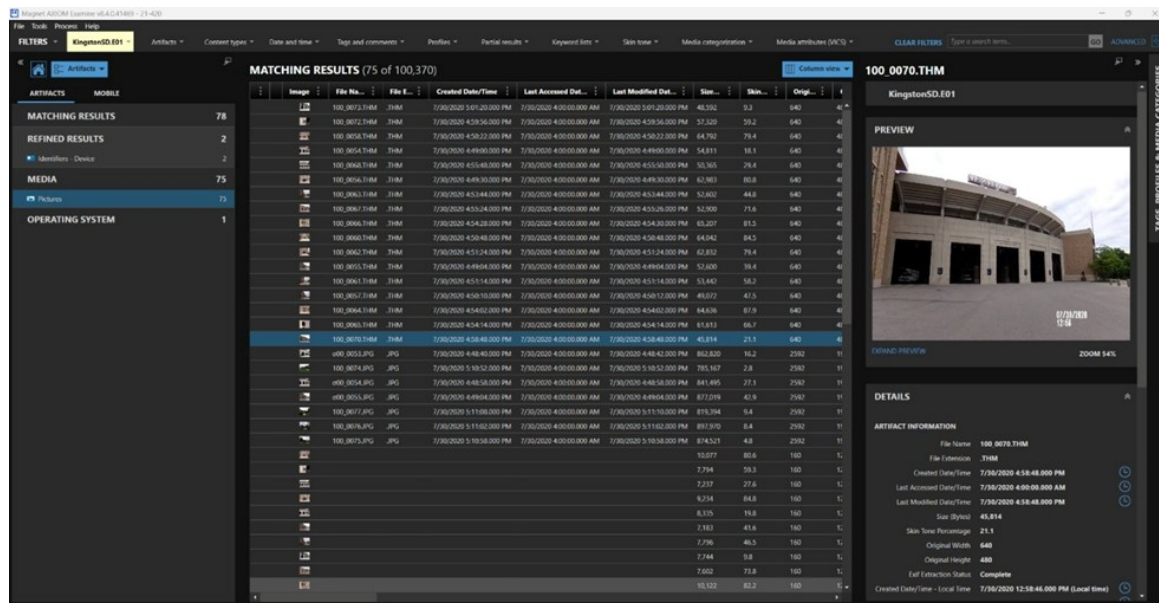 Magnet AXIOM Examine v8.4.0.41469 - 21-420
File Tools Process Help
FILTERS KingstonSD.E01 Artifacts Content types Date and time Tags and comments Profiles Partial results Keyword lists Skin tone Media categorization Media attributes (VICS) CLEAR FILTERS Type a search term... GO ADVANCED
Artifacts
ARTIFACTS MOBILE
MATCHING RESULTS 78
REFINED RESULTS 2
Identifiers - Device 2
MEDIA 75
Pictures 75
OPERATING SYSTEM 1
MATCHING RESULTS (75 of 100,370) Column view
Image File Na... File E... Created Date/Time Last Accessed Dat... Last Modified Dat... Size... Skin... Origi...
100_0073.THM .THM 7/30/2020 5:01:20.000 PM 7/30/2020 4:00:00.000 AM 7/30/2020 5:01:20.000 PM 48,592 9.3 640
100_0072.THM .THM 7/30/2020 4:59:56.000 PM 7/30/2020 4:00:00.000 AM 7/30/2020 4:59:56.000 PM 57,320 59.2 640
100_0058.THM .THM 7/30/2020 4:50:22.000 PM 7/30/2020 4:00:00.000 AM 7/30/2020 4:50:22.000 PM 64,792 79.4 640
100_0054.THM .THM 7/30/2020 4:49:00.000 PM 7/30/2020 4:00:00.000 AM 7/30/2020 4:49:00.000 PM 54,811 18.1 640
100_0068.THM .THM 7/30/2020 4:55:48.000 PM 7/30/2020 4:00:00.000 AM 7/30/2020 4:55:50.000 PM 50,365 29.4 640
100_0056.THM .THM 7/30/2020 4:49:30.000 PM 7/30/2020 4:00:00.000 AM 7/30/2020 4:49:30.000 PM 62,983 80.8 640
100_0063.THM .THM 7/30/2020 4:53:44.000 PM 7/30/2020 4:00:00.000 AM 7/30/2020 4:53:44.000 PM 52,602 44.8 640
100_0067.THM .THM 7/30/2020 4:55:24.000 PM 7/30/2020 4:00:00.000 AM 7/30/2020 4:55:26.000 PM 52,900 71.6 640
100_0066.THM .THM 7/30/2020 4:54:28.000 PM 7/30/2020 4:00:00.000 AM 7/30/2020 4:54:30.000 PM 65,207 81.5 640
100_0060.THM .THM 7/30/2020 4:50:48.000 PM 7/30/2020 4:00:00.000 AM 7/30/2020 4:50:48.000 PM 64,042 84.5 640
100_0062.THM .THM 7/30/2020 4:51:24.000 PM 7/30/2020 4:00:00.000 AM 7/30/2020 4:51:24.000 PM 62,832 79.4 640
100_0055.THM .THM 7/30/2020 4:49:04.000 PM 7/30/2020 4:00:00.000 AM 7/30/2020 4:49:04.000 PM 52,600 39.4 640
100_0061.THM .THM 7/30/2020 4:51:14.000 PM 7/30/2020 4:00:00.000 AM 7/30/2020 4:51:14.000 PM 53,442 58.2 640
100_0057.THM .THM 7/30/2020 4:50:10.000 PM 7/30/2020 4:00:00.000 AM 7/30/2020 4:50:12.000 PM 49,072 47.5 640
100_0064.THM .THM 7/30/2020 4:54:02.000 PM 7/30/2020 4:00:00.000 AM 7/30/2020 4:54:02.000 PM 64,636 87.9 640
100_0065.THM .THM 7/30/2020 4:54:14.000 PM 7/30/2020 4:00:00.000 AM 7/30/2020 4:54:14.000 PM 61,613 66.7 640
100_0070.THM .THM 7/30/2020 4:58:48.000 PM 7/30/2020 4:00:00.000 AM 7/30/2020 4:58:48.000 PM 45,814 21.1 640
100_0053.JPG .JPG 7/30/2020 4:48:40.000 PM 7/30/2020 4:00:00.000 AM 7/30/2020 4:48:42.000 PM 862,820 16.2 2592
100_0074.JPG .JPG 7/30/2020 5:10:52.000 PM 7/30/2020 4:00:00.000 AM 7/30/2020 5:10:52.000 PM 785,167 2.8 2592
_00_0054.JPG .JPG 7/30/2020 4:48:58.000 PM 7/30/2020 4:00:00.000 AM 7/30/2020 4:48:58.000 PM 841,495 27.1 2592
_00_0055.JPG .JPG 7/30/2020 4:49:04.000 PM 7/30/2020 4:00:00.000 AM 7/30/2020 4:49:04.000 PM 877,019 42.9 2592
100_0077.JPG .JPG 7/30/2020 5:11:08.000 PM 7/30/2020 4:00:00.000 AM 7/30/2020 5:11:10.000 PM 819,394 9.4 2592
100_0076.JPG .JPG 7/30/2020 5:11:02.000 PM 7/30/2020 4:00:00.000 AM 7/30/2020 5:11:02.000 PM 897,970 8.4 2592
100_0075.JPG .JPG 7/30/2020 5:10:58.000 PM 7/30/2020 4:00:00.000 AM 7/30/2020 5:10:58.000 PM 874,521 4.8 2592
10,077 80.6 160
7,794 59.3 160
7,237 27.6 160
9,234 84.8 160
8,335 19.8 160
7,183 41.6 160
7,796 46.5 160
7,744 9.8 160
7,602 73.8 160
10,122 82.2 160
100_0070.THM
KingstonSD.E01
PREVIEW
07/30/2020
12:56
EXPAND PREVIEW ZOOM 54%
DETAILS
ARTIFACT INFORMATION
File Name 100_0070.THM
File Extension .THM
Created Date/Time 7/30/2020 4:58:48.000 PM
Last Accessed Date/Time 7/30/2020 4:00:00.000 AM
Last Modified Date/Time 7/30/2020 4:58:48.000 PM
Size (Bytes) 45,814
Skin Tone Percentage 21.1
Original Width 640
Original Height 480
Exif Extraction Status Complete
Created Date/Time - Local Time 7/30/2020 12:58:46.000 PM (Local time)
TAGS, PROFILES & MEDIA CATEGORIES